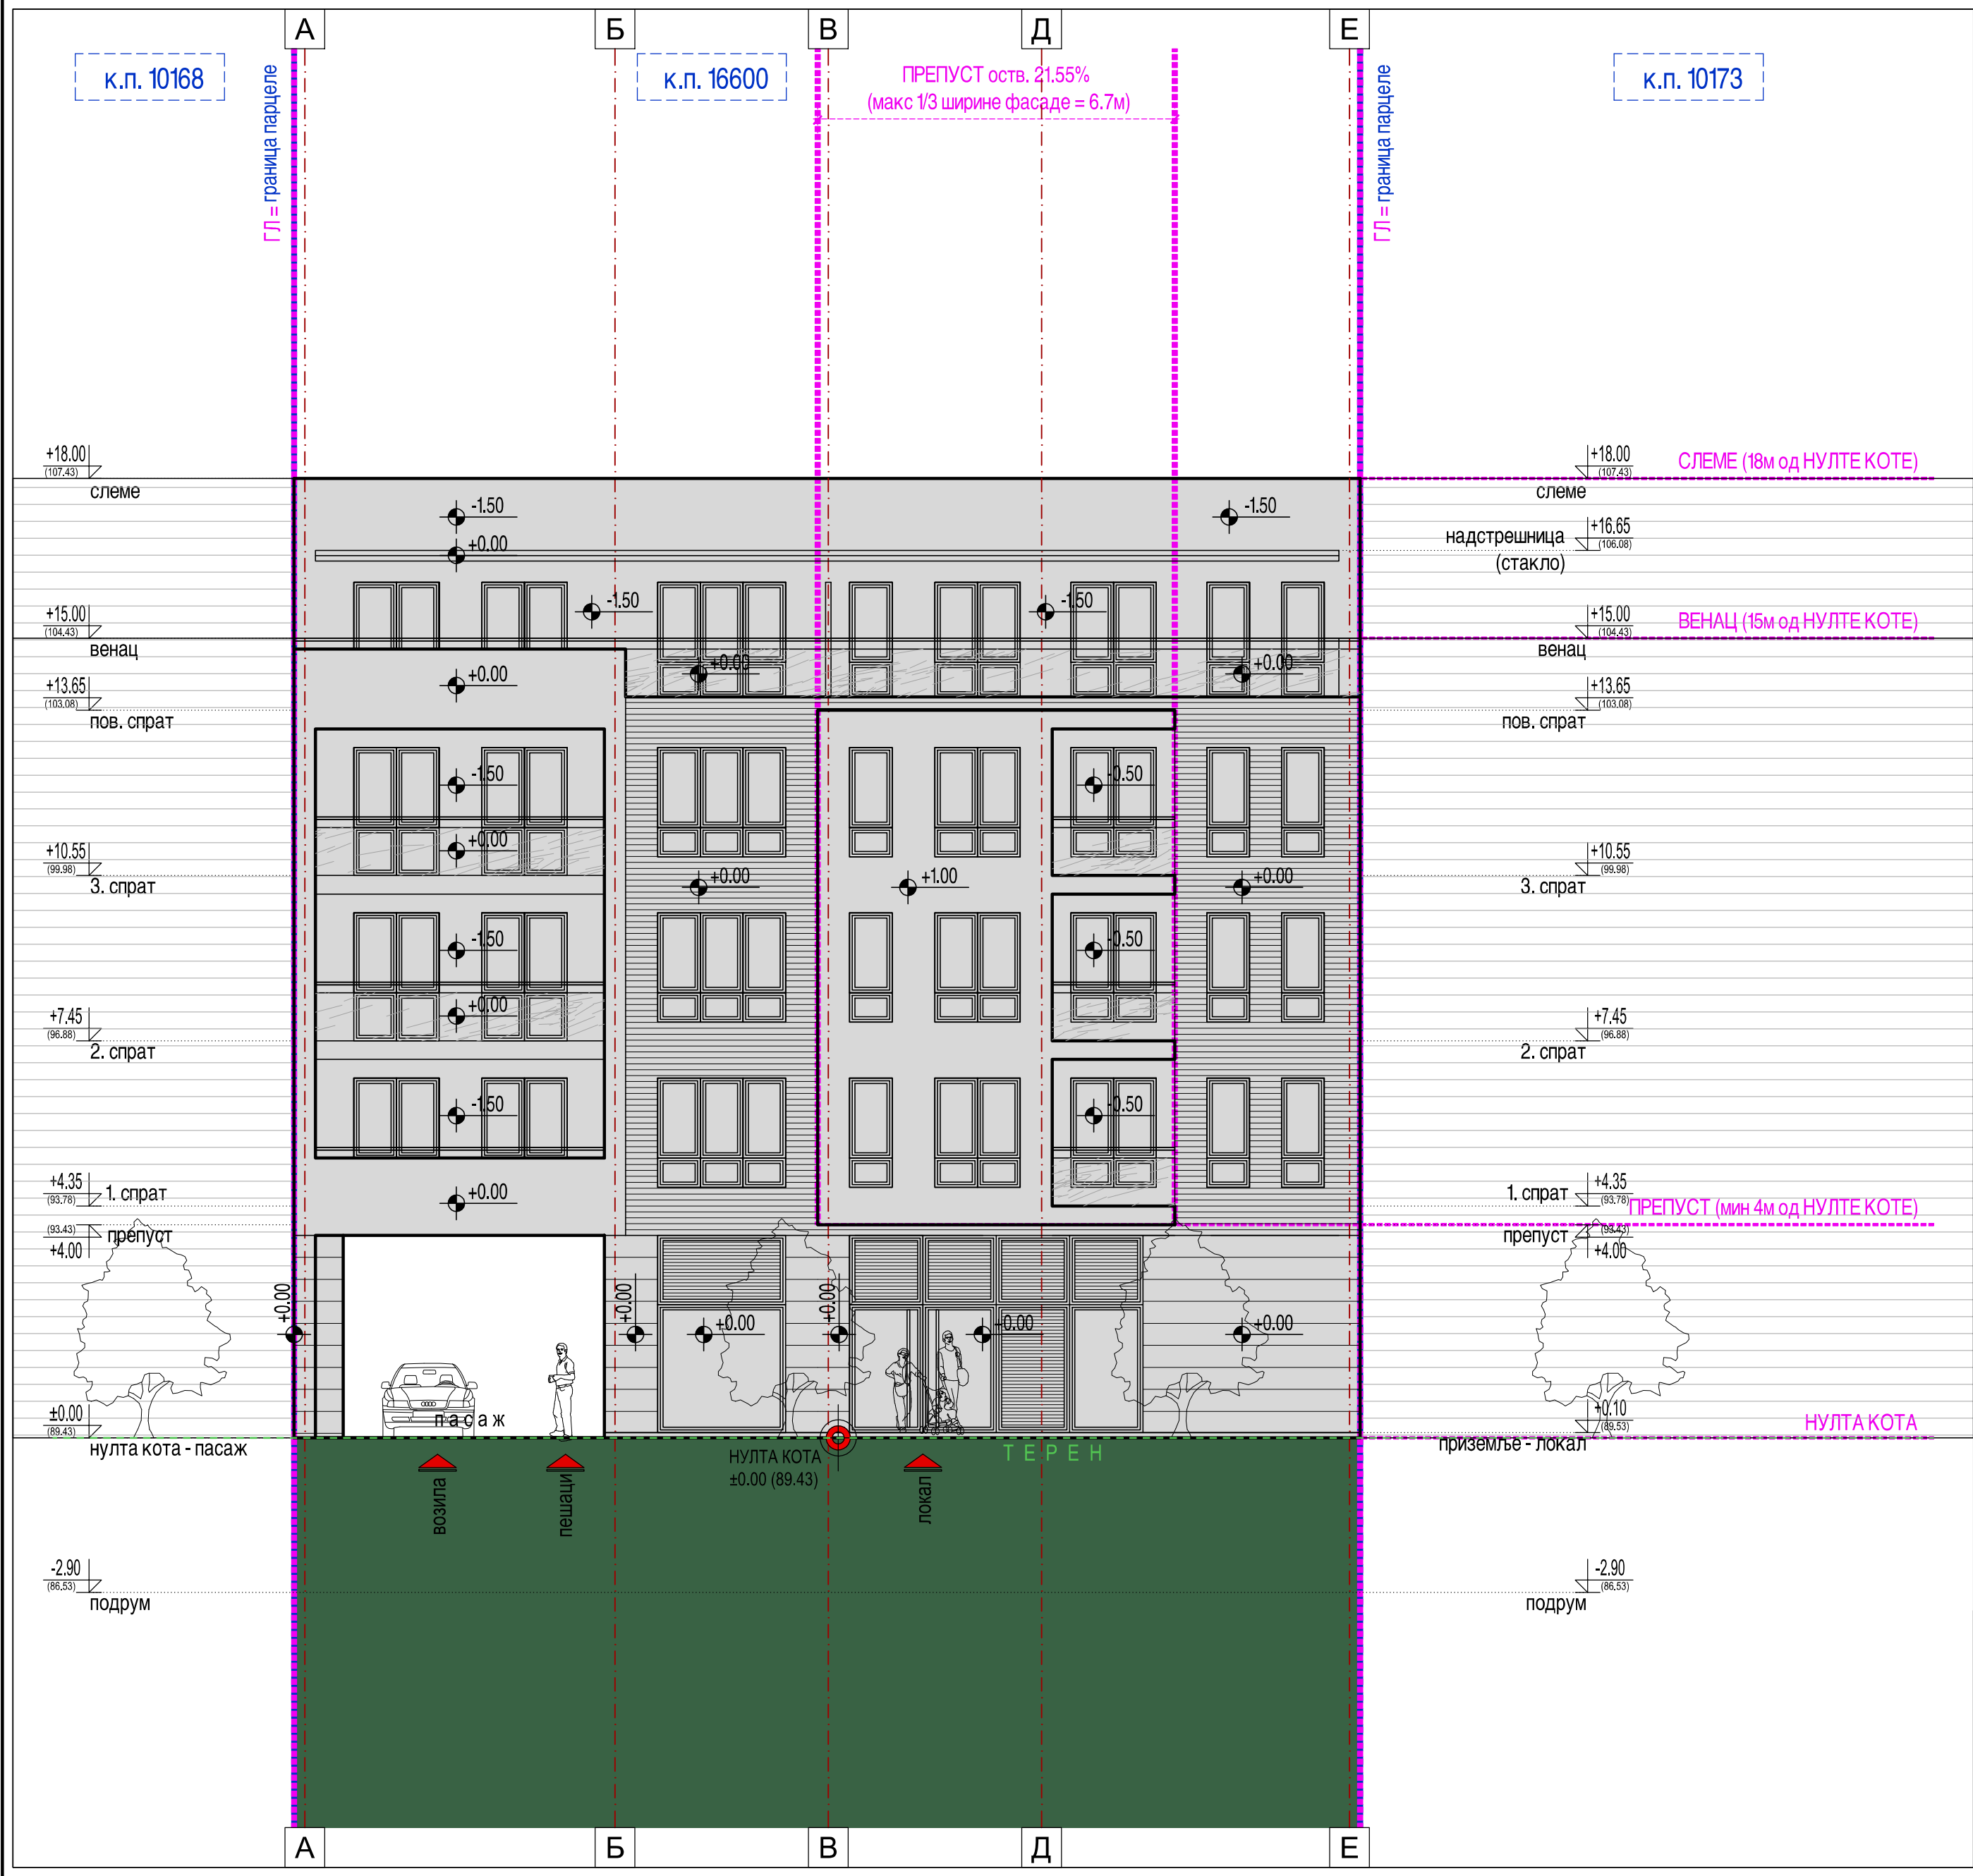 А
Б
В
Д
Е
к.п. 10168
к.п. 16600
ПРЕПУСТ оств. 21.55%
(макс 1/3 ширине фасаде = 6.7м)
к.п. 10173
ГЛ = граница парцеле
ГЛ = граница парцеле
+18.00
(107.43)
слеме
+18.00
(107.43)
слеме
СЛЕМЕ (18м од НУЛТЕ КОТЕ)
-1.50
-1.50
+0.00
надстрешница
(стакло)
+16.65
(106.08)
-1.50
-1.50
+15.00
(104.43)
венац
+15.00
(104.43)
венац
ВЕНАЦ (15м од НУЛТЕ КОТЕ)
+0.00
+0.00
+0.00
+13.65
(103.08)
пов. спрат
+13.65
(103.08)
пов. спрат
-1.50
-0.50
+0.00
+10.55
(99.98)
3. спрат
+0.00
+1.00
+0.00
+10.55
(99.98)
3. спрат
-1.50
-0.50
+0.00
+7.45
(96.88)
2. спрат
+7.45
(96.88)
2. спрат
-1.50
-0.50
+4.35
(93.78)
1. спрат
+0.00
+4.35
(93.78)
1. спрат
ПРЕПУСТ (мин 4м од НУЛТЕ КОТЕ)
(93.43)
+4.00
препуст
(93.43)
+4.00
препуст
+0.00
+0.00
+0.00
+0.00
+0.00
+0.00
±0.00
(89.43)
нулта кота - пасаж
пасаж
+0.10
(89.53)
приземље - локал
НУЛТА КОТА
НУЛТА КОТА
±0.00 (89.43)
ТЕРЕН
возила
пешаци
локал
-2.90
(86.53)
подрум
-2.90
(86.53)
подрум
А
Б
В
Д
Е